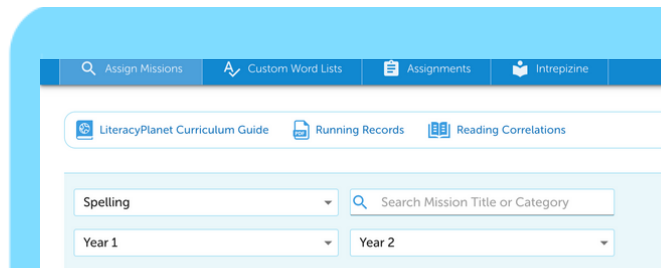 Assign Missions Custom Word Lists Assignments Intrepizine
LiteracyPlanet Curriculum Guide PDF Running Records Reading Correlations
Spelling Search Mission Title or Category
Year 1 Year 2